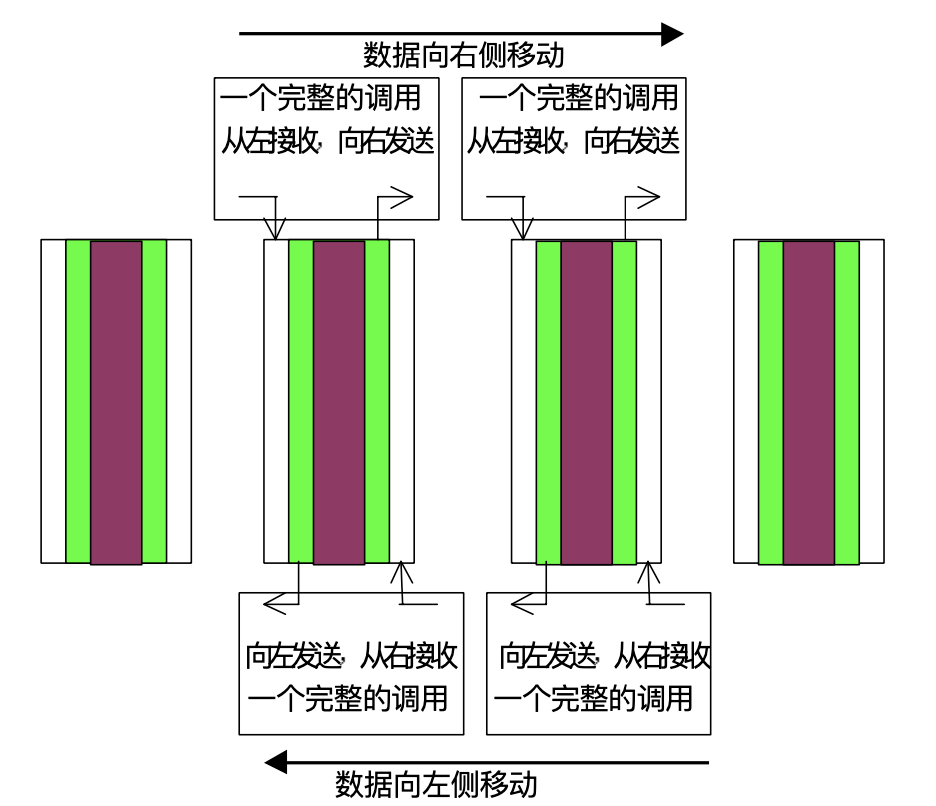 数据向右侧移动
一个完整的调用
从左接收，向右发送
一个完整的调用
从左接收，向右发送
向左发送，从右接收
一个完整的调用
向左发送，从右接收
一个完整的调用
数据向左侧移动